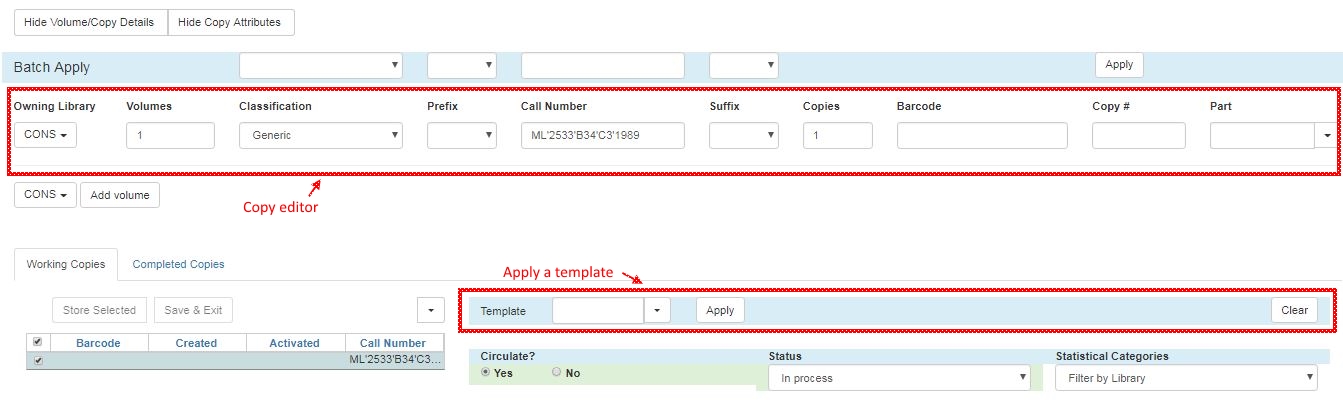 Hide Volume/Copy Details Hide Copy Attributes
Batch Apply Apply
Owning Library Volumes Classification Prefix Call Number Suffix Copies Barcode Copy # Part
CONS 1 Generic ML'2533'B34'C3'1989 1
CONS Add volume
Copy editor
Working Copies Completed Copies
Apply a template
Store Selected Save & Exit Template Apply Clear
Barcode Created Activated Call Number
ML'2533'B34'C3...
Circulate? Status Statistical Categories
Yes No In process Filter by Library